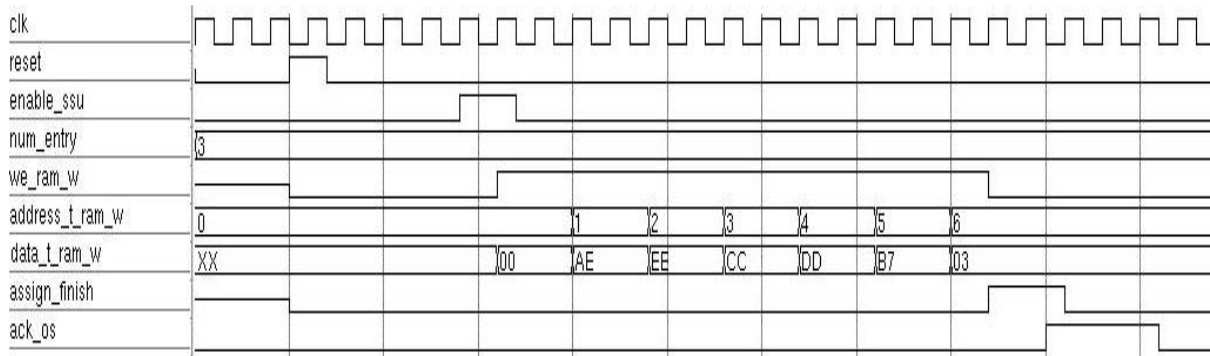 clk
reset
enable_ssu
num_entry 3
we_ram_w
address_t_ram_w 0 1 2 3 4 5 6
data_t_ram_w XX 00 AE EE CC DD B7 03
assign_finish
ack_os